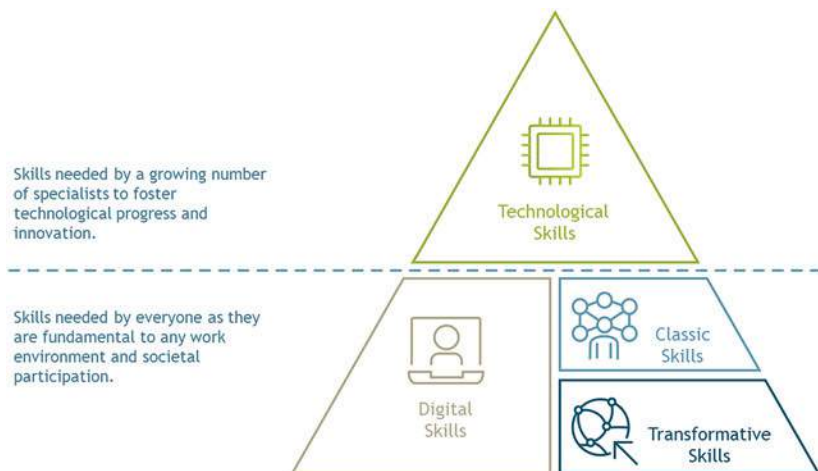 Skills needed by a growing number
of specialists to foster
technological progress and
innovation.
Technological
Skills
Skills needed by everyone as they
are fundamental to any work
environment and societal
participation.
Digital
Skills
Classic
Skills
Transformative
Skills